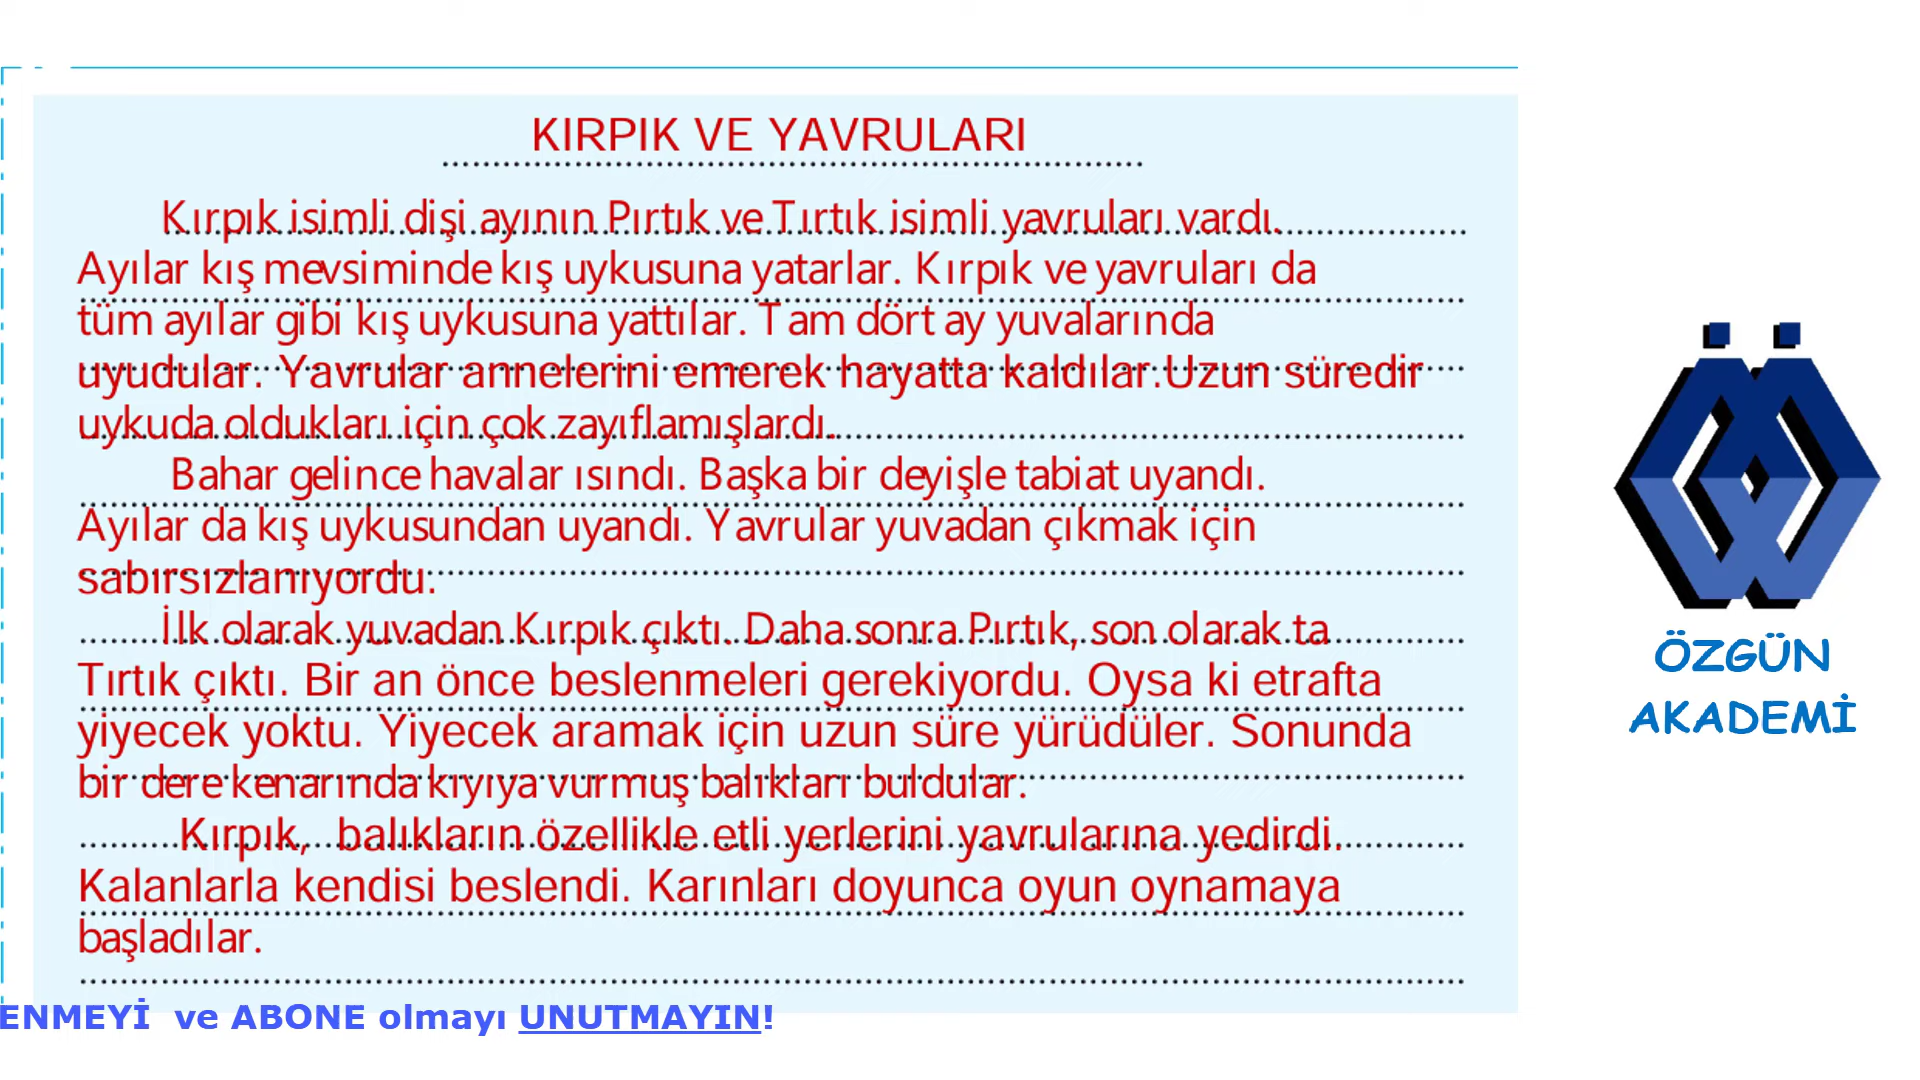 KIRPIK VE YAVRULARI
Kırpık isimli dişi ayının Pırtık ve Tırtık isimli yavruları vardı.
Ayılar kış mevsiminde kış uykusuna yatarlar. Kırpık ve yavruları da
tüm ayılar gibi kış uykusuna yattılar. Tam dört ay yuvalarında
uyudular. Yavrular annelerini emerek hayatta kaldılar.Uzun süredir
uykuda oldukları için çok zayıflamışlardı.
Bahar gelince havalar ısındı. Başka bir deyişle tabiat uyandı.
Ayılar da kış uykusundan uyandı. Yavrular yuvadan çıkmak için
sabırsızlanıyordu.
İlk olarak yuvadan Kırpık çıktı. Daha sonra Pırtık, son olarak ta
Tırtık çıktı. Bir an önce beslenmeleri gerekiyordu. Oysa ki etrafta
yiyecek yoktu. Yiyecek aramak için uzun süre yürüdüler. Sonunda
bir dere kenarında kıyıya vurmuş balıkları buldular.
Kırpık, balıkların özellikle etli yerlerini yavrularına yedirdi.
Kalanlarla kendisi beslendi. Karınları doyunca oyun oynamaya
başladılar.
ENMEYİ ve ABONE olmayı UNUTMAYIN!
ÖZGÜN
AKADEMİ